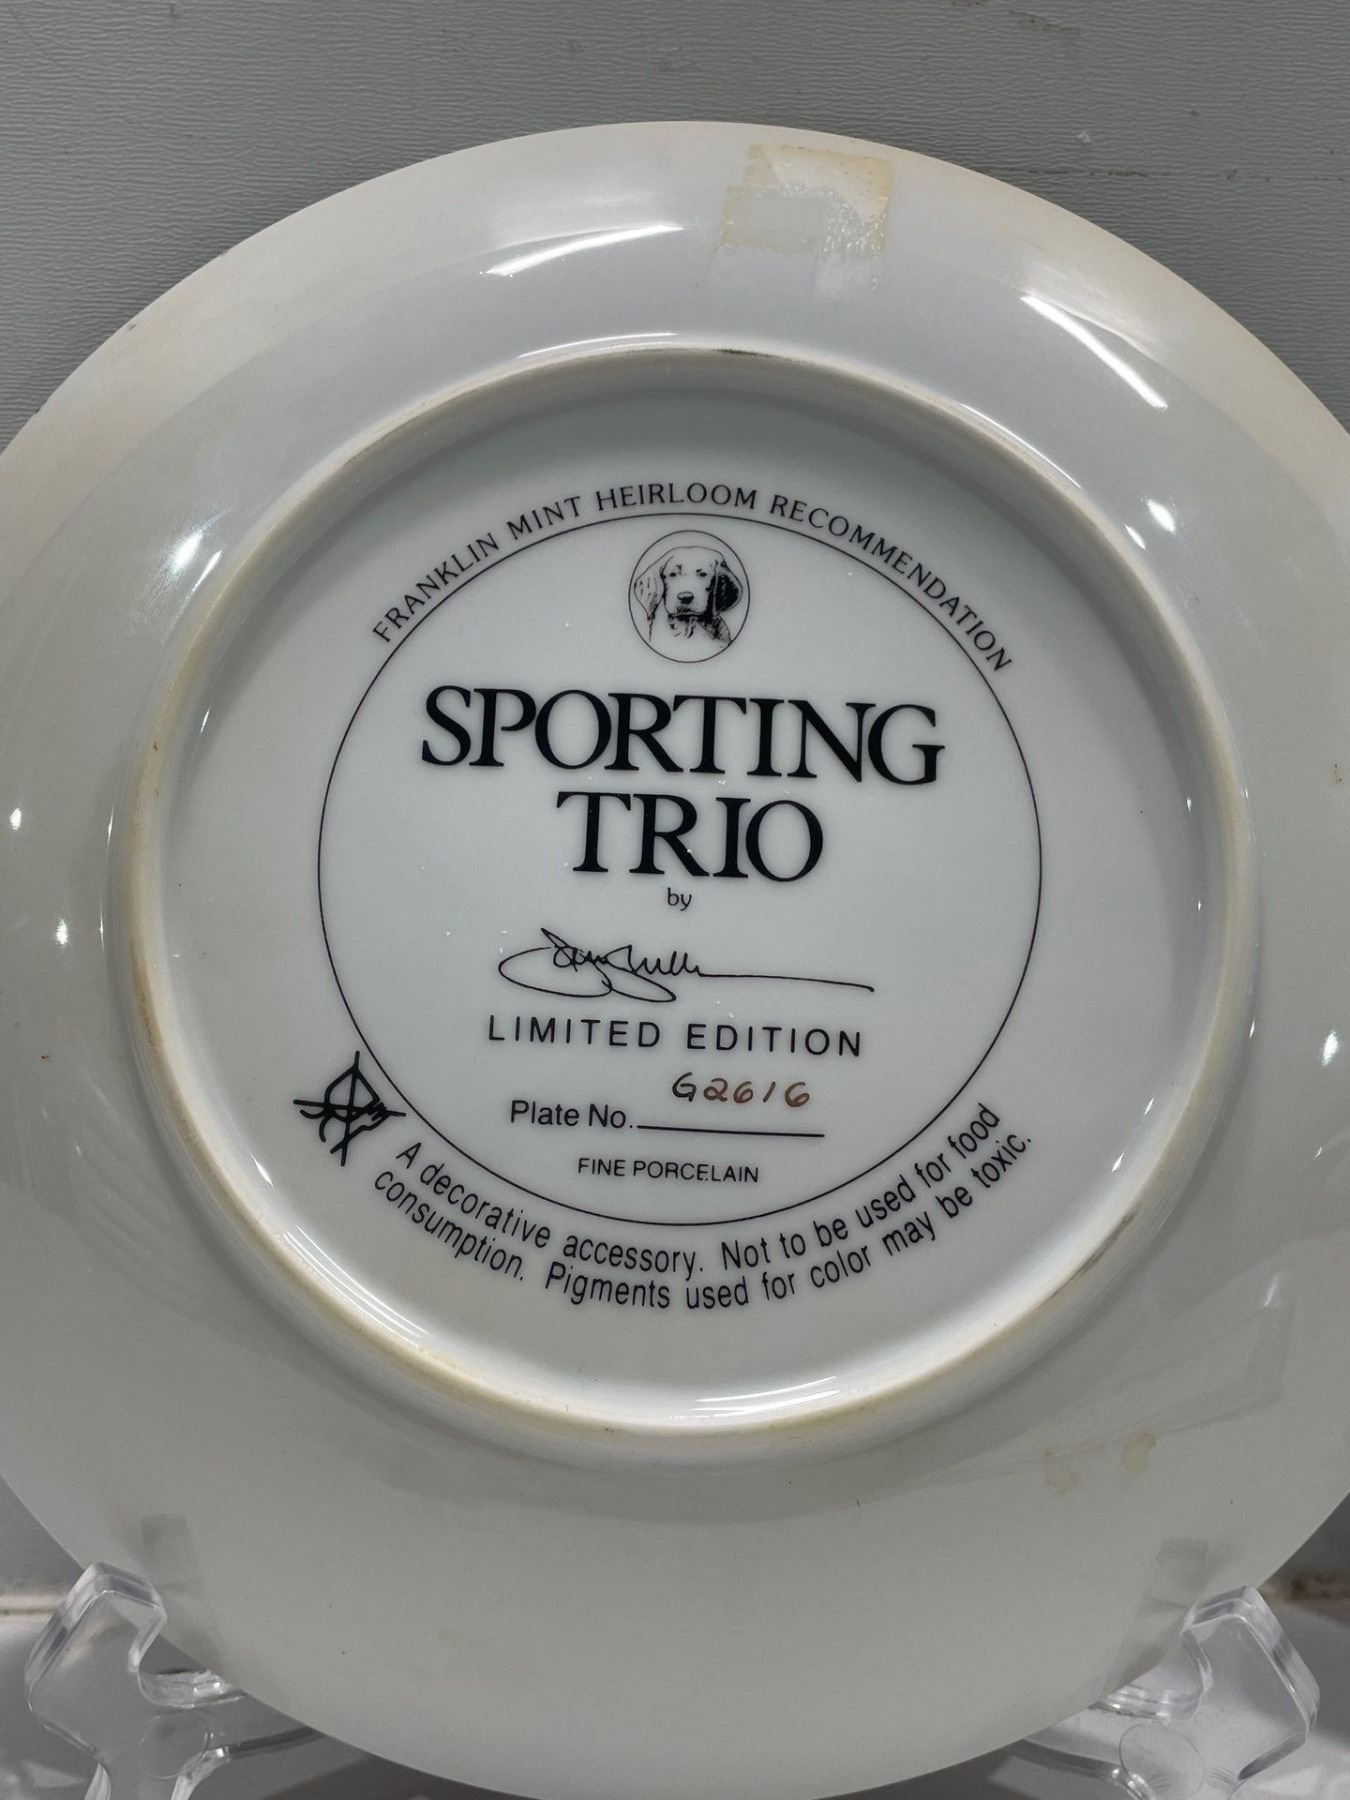 FRANKLIN MINT HEIRLOOM RECOMMENDATION
SPORTING
TRIO
by
LIMITED EDITION
Plate No. G2616
FINE PORCELAIN
A decorative accessory. Not to be used for food
consumption. Pigments used for color may be toxic.